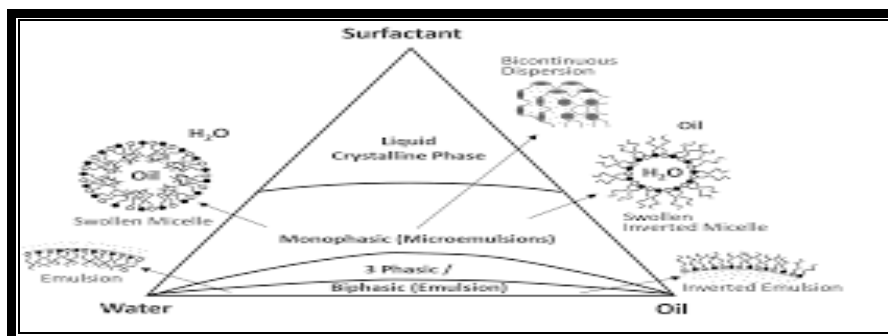 Surfactant
Bicontinuous
Dispersion
H₂O
Oil
Liquid
Crystalline Phase
Oil
H₂O
Swollen Micelle
Swollen
Inverted Micelle
Monophasic (Microemulsions)
3 Phasic /
Emulsion
Biphasic (Emulsion)
Inverted Emulsion
Water
Oil